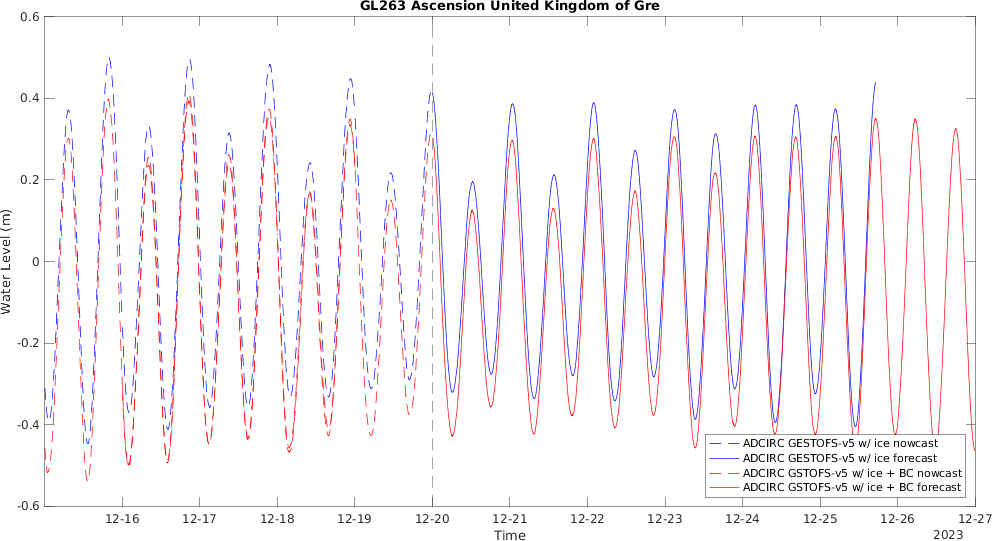 GL263 Ascension United Kingdom of Gre
0.6
0.4
0.2
0
-0.2
-0.4
-0.6
Water Level (m)
12-16 12-17 12-18 12-19 12-20 12-21 12-22 12-23 12-24 12-25 12-26 12-27
Time
2023
ADCIRC GESTOFS-v5 w/ ice nowcast
ADCIRC GESTOFS-v5 w/ ice forecast
ADCIRC GSTOFS-v5 w/ ice + BC nowcast
ADCIRC GSTOFS-v5 w/ ice + BC forecast